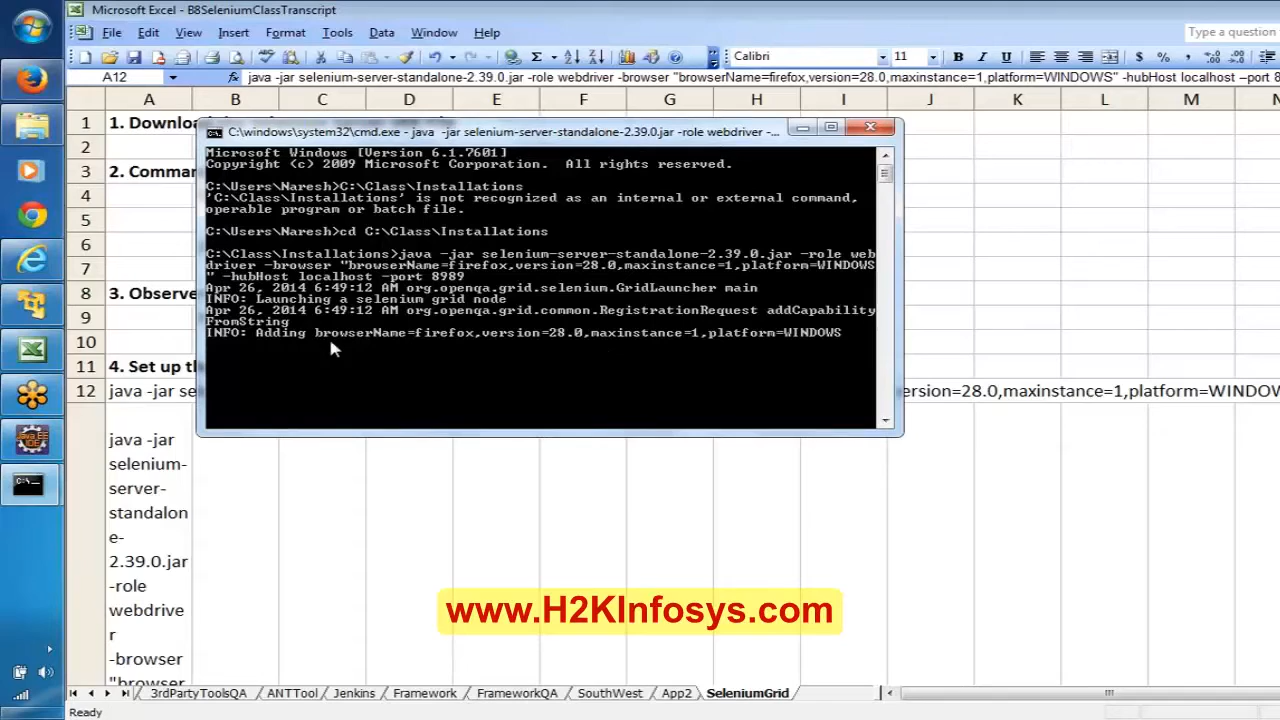 Microsoft Excel - B8SeleniumClassTranscript
File Edit View Insert Format Tools Data Window Help
Type a question
Calibri 11 B I U
A12 fx java -jar selenium-server-standalone-2.39.0.jar -role webdriver -browser "browserName=firefox,version=28.0,maxinstance=1,platform=WINDOWS" -hubHost localhost –port 8
A B C D E F G H I J K L M
1 1. Download
2
3 2. Comman
4
5
6
7
8 3. Observe
9
10
11 4. Set up th
12 java -jar se ersion=28.0,maxinstance=1,platform=WINDOW
java -jar
selenium-
server-
standalon
e-
2.39.0.jar
-role
webdrive
r
-browser
"browserN
C:\windows\system32\cmd.exe - java -jar selenium-server-standalone-2.39.0.jar -role webdriver -...
Microsoft Windows [Version 6.1.7601]
Copyright (c) 2009 Microsoft Corporation. All rights reserved.
C:\Users\Naresh>C:\Class\Installations
'C:\Class\Installations' is not recognized as an internal or external command,
operable program or batch file.
C:\Users\Naresh>cd C:\Class\Installations
C:\Class\Installations>java -jar selenium-server-standalone-2.39.0.jar -role web
driver -browser "browserName=firefox,version=28.0,maxinstance=1,platform=WINDOWS
" -hubHost localhost -port 8989
Apr 26, 2014 6:49:12 AM org.openqa.grid.selenium.GridLauncher main
INFO: Launching a selenium grid node
Apr 26, 2014 6:49:12 AM org.openqa.grid.common.RegistrationRequest addCapability
FromString
INFO: Adding browserName=firefox,version=28.0,maxinstance=1,platform=WINDOWS
www.H2KInfosys.com
3rdPartyToolsQA ANTTool Jenkins Framework FrameworkQA SouthWest App2 SeleniumGrid
Ready